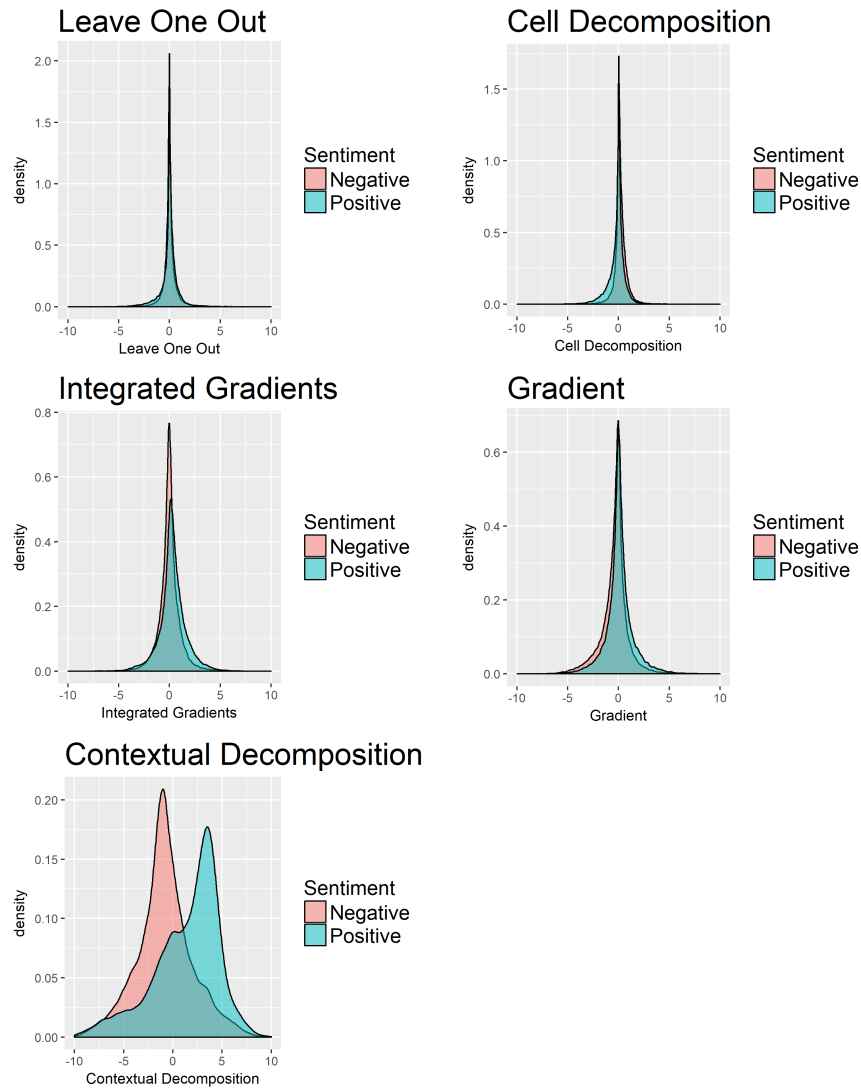 Leave One Out
2.0
1.5
1.0
0.5
0.0
density
-10 -5 0 5 10
Leave One Out
Sentiment
Negative
Positive
Cell Decomposition
1.5
1.0
0.5
0.0
density
-10 -5 0 5 10
Cell Decomposition
Sentiment
Negative
Positive
Integrated Gradients
0.8
0.6
0.4
0.2
0.0
density
-10 -5 0 5 10
Integrated Gradients
Sentiment
Negative
Positive
Gradient
0.6
0.4
0.2
0.0
density
-10 -5 0 5 10
Gradient
Sentiment
Negative
Positive
Contextual Decomposition
0.20
0.15
0.10
0.05
0.00
density
-10 -5 0 5 10
Contextual Decomposition
Sentiment
Negative
Positive